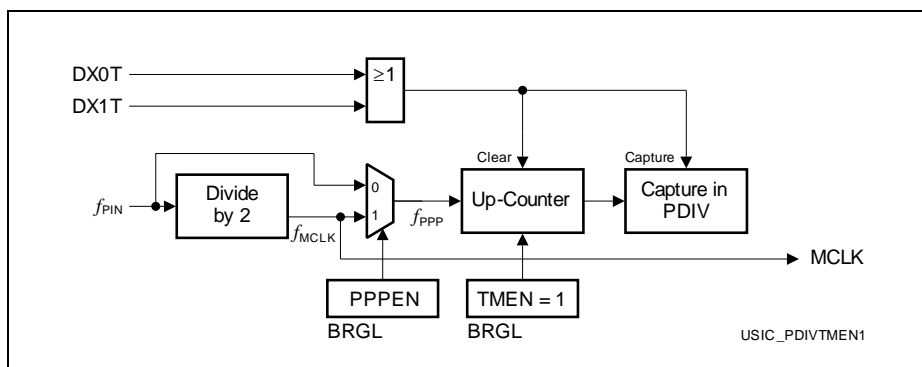 DX0T
DX1T
≥1
Clear
Capture
fPIN
Divide
by 2
fMCLK
0
1
fPPP
Up-Counter
Capture in
PDIV
MCLK
PPPEN
BRGL
TMEN = 1
BRGL
USIC_PDIVTMEN1